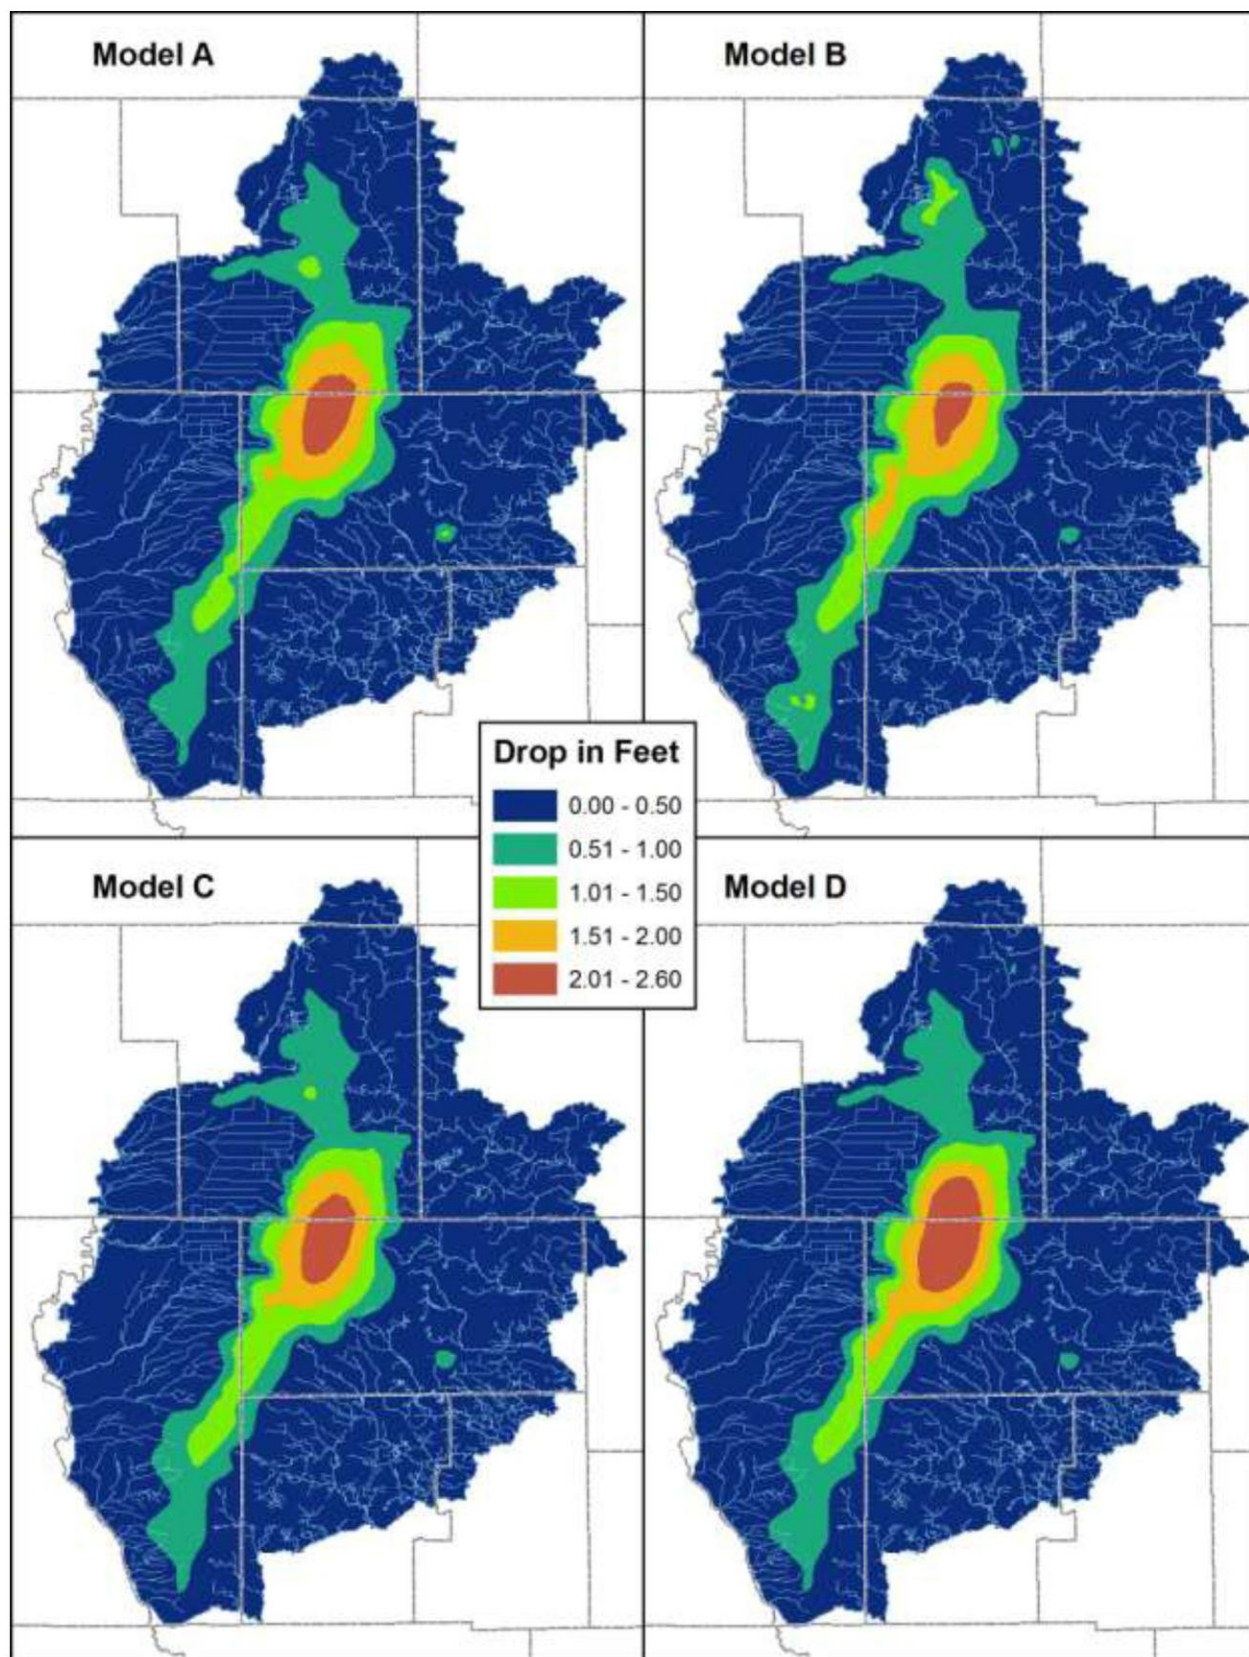 Model A
Model B
Drop in Feet
0.00 - 0.50
0.51 - 1.00
1.01 - 1.50
1.51 - 2.00
2.01 - 2.60
Model C
Model D